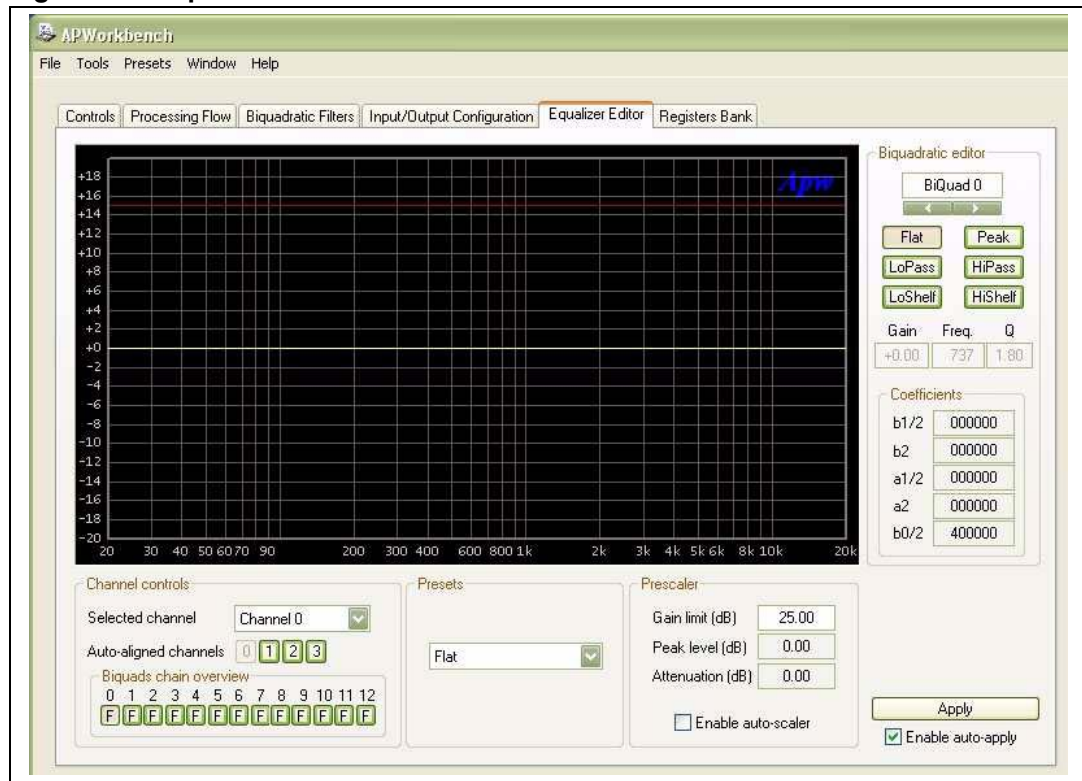 APWorkbench
File Tools Presets Window Help
Controls Processing Flow Biquadratic Filters Input/Output Configuration Equalizer Editor Registers Bank
Apw
+18
+16
+14
+12
+10
+8
+6
+4
+2
+0
-2
-4
-6
-8
-10
-12
-14
-16
-18
-20
20 30 40 50 60 70 90 200 300 400 600 800 1k 2k 3k 4k 5k 6k 8k 10k 20k
Biquadratic editor
BiQuad 0
< >
Flat Peak
LoPass HiPass
LoShelf HiShelf
Gain Freq. Q
+0.00 737 1.80
Coefficients
b1/2 000000
b2 000000
a1/2 000000
a2 000000
b0/2 400000
Channel controls
Selected channel Channel 0
Auto-aligned channels 0 1 2 3
Biquads chain overview
0 1 2 3 4 5 6 7 8 9 10 11 12
F F F F F F F F F F F F F
Presets
Flat
Prescaler
Gain limit (dB) 25.00
Peak level (dB) 0.00
Attenuation (dB) 0.00
Enable auto-scaler
Apply
Enable auto-apply